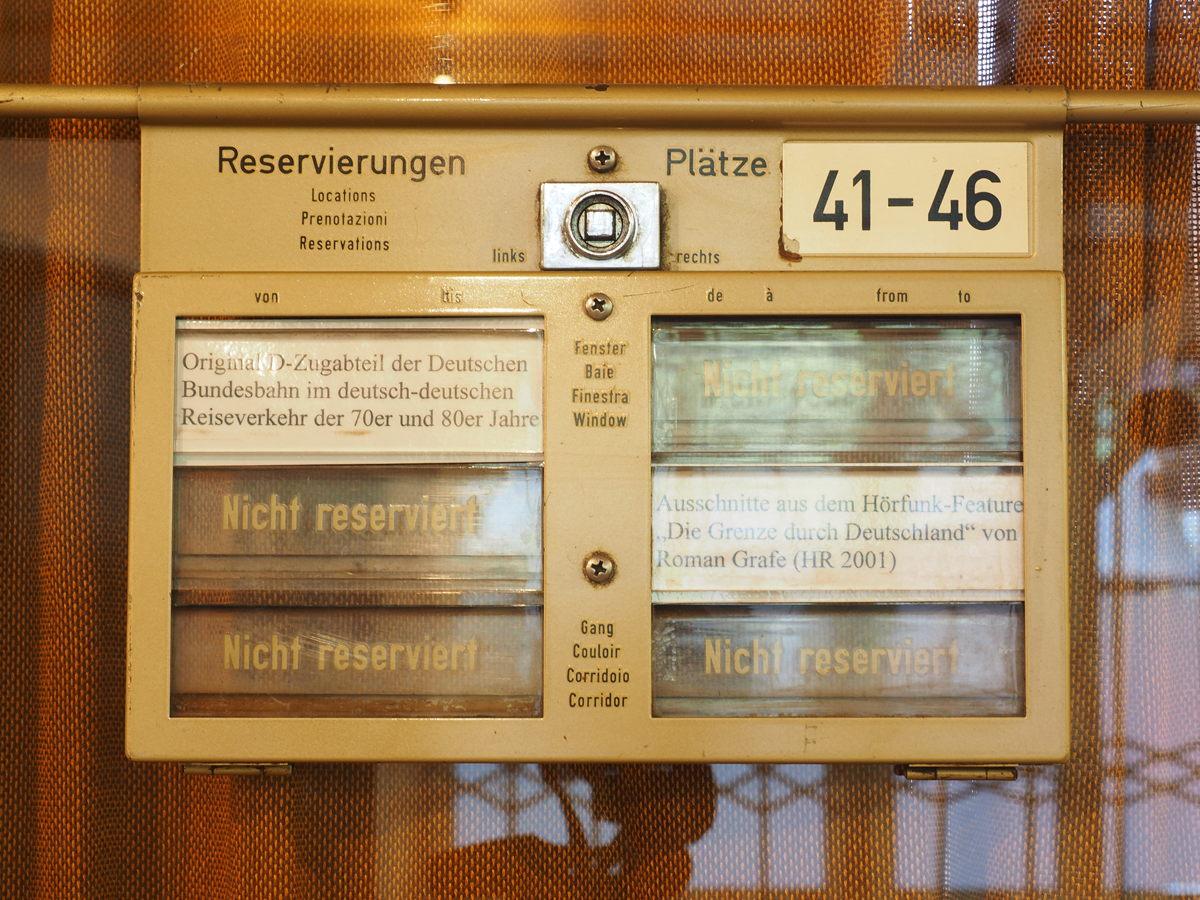 Reservierungen
Locations
Prenotazioni
Reservations
links
rechts
Plätze
41-46
von bis
de à from to
Original D-Zugabteil der Deutschen
Bundesbahn im deutsch-deutschen
Reiseverkehr der 70er und 80er Jahre
Nicht reserviert
Nicht reserviert
Fenster
Baie
Finestra
Window
Gang
Couloir
Corridoio
Corridor
Nicht reserviert
Ausschnitte aus dem Hörfunk-Feature
„Die Grenze durch Deutschland“ von
Roman Grafe (HR 2001)
Nicht reserviert